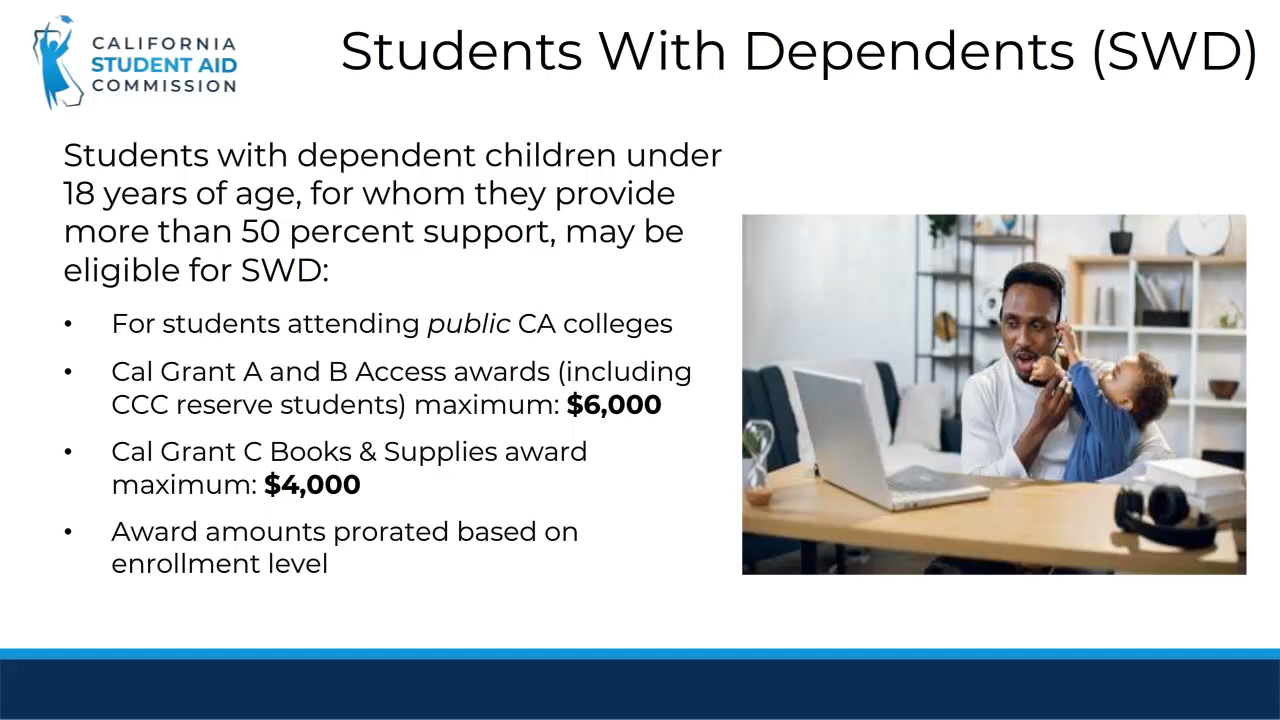 CALIFORNIA
STUDENT AID
COMMISSION
Students With Dependents (SWD)
Students with dependent children under
18 years of age, for whom they provide
more than 50 percent support, may be
eligible for SWD:
• For students attending public CA colleges
• Cal Grant A and B Access awards (including
CCC reserve students) maximum: $6,000
• Cal Grant C Books & Supplies award
maximum: $4,000
• Award amounts prorated based on
enrollment level